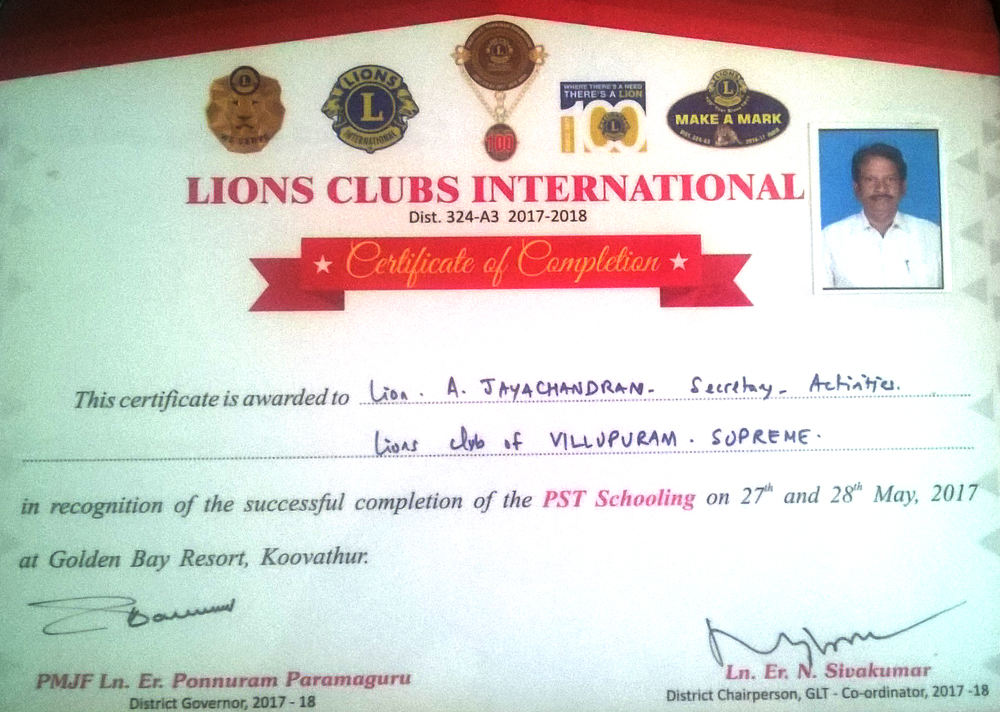 LIONS
L
INTERNATIONAL
100
WHERE THERE'S A NEED
THERE'S A LION
100
MAKE A MARK
LIONS CLUBS INTERNATIONAL
Dist. 324-A3 2017-2018
Certificate of Completion
This certificate is awarded to Lion. A. JAYACHANDRAN- Secretary- Activities.
Lions club of VILLUPURAM. SUPREME.
in recognition of the successful completion of the PST Schooling on 27th and 28th May, 2017
at Golden Bay Resort, Koovathur.
PMJF Ln. Er. Ponnuram Paramaguru
District Governor, 2017 - 18
Ln. Er. N. Sivakumar
District Chairperson, GLT - Co-ordinator, 2017 -18